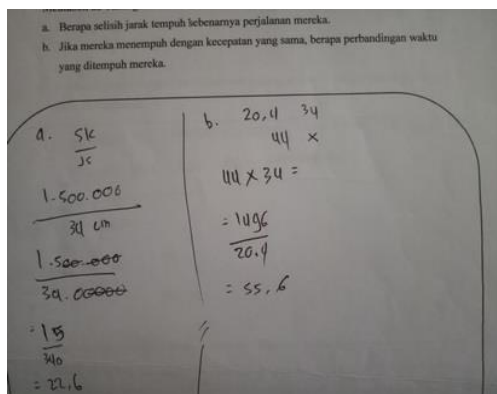 a. Berapa selisih jarak tempuh sebenarnya perjalanan mereka.
b. Jika mereka menempuh dengan kecepatan yang sama, berapa perbandingan waktu
yang ditempuh mereka.
a. SK
JS
1.500.000
34 cm
1.500.000
34.00000
= 15
340
= 22,6
b. 20,4 34
44 x
44 x 34 =
= 1496
20.4
= 55,6